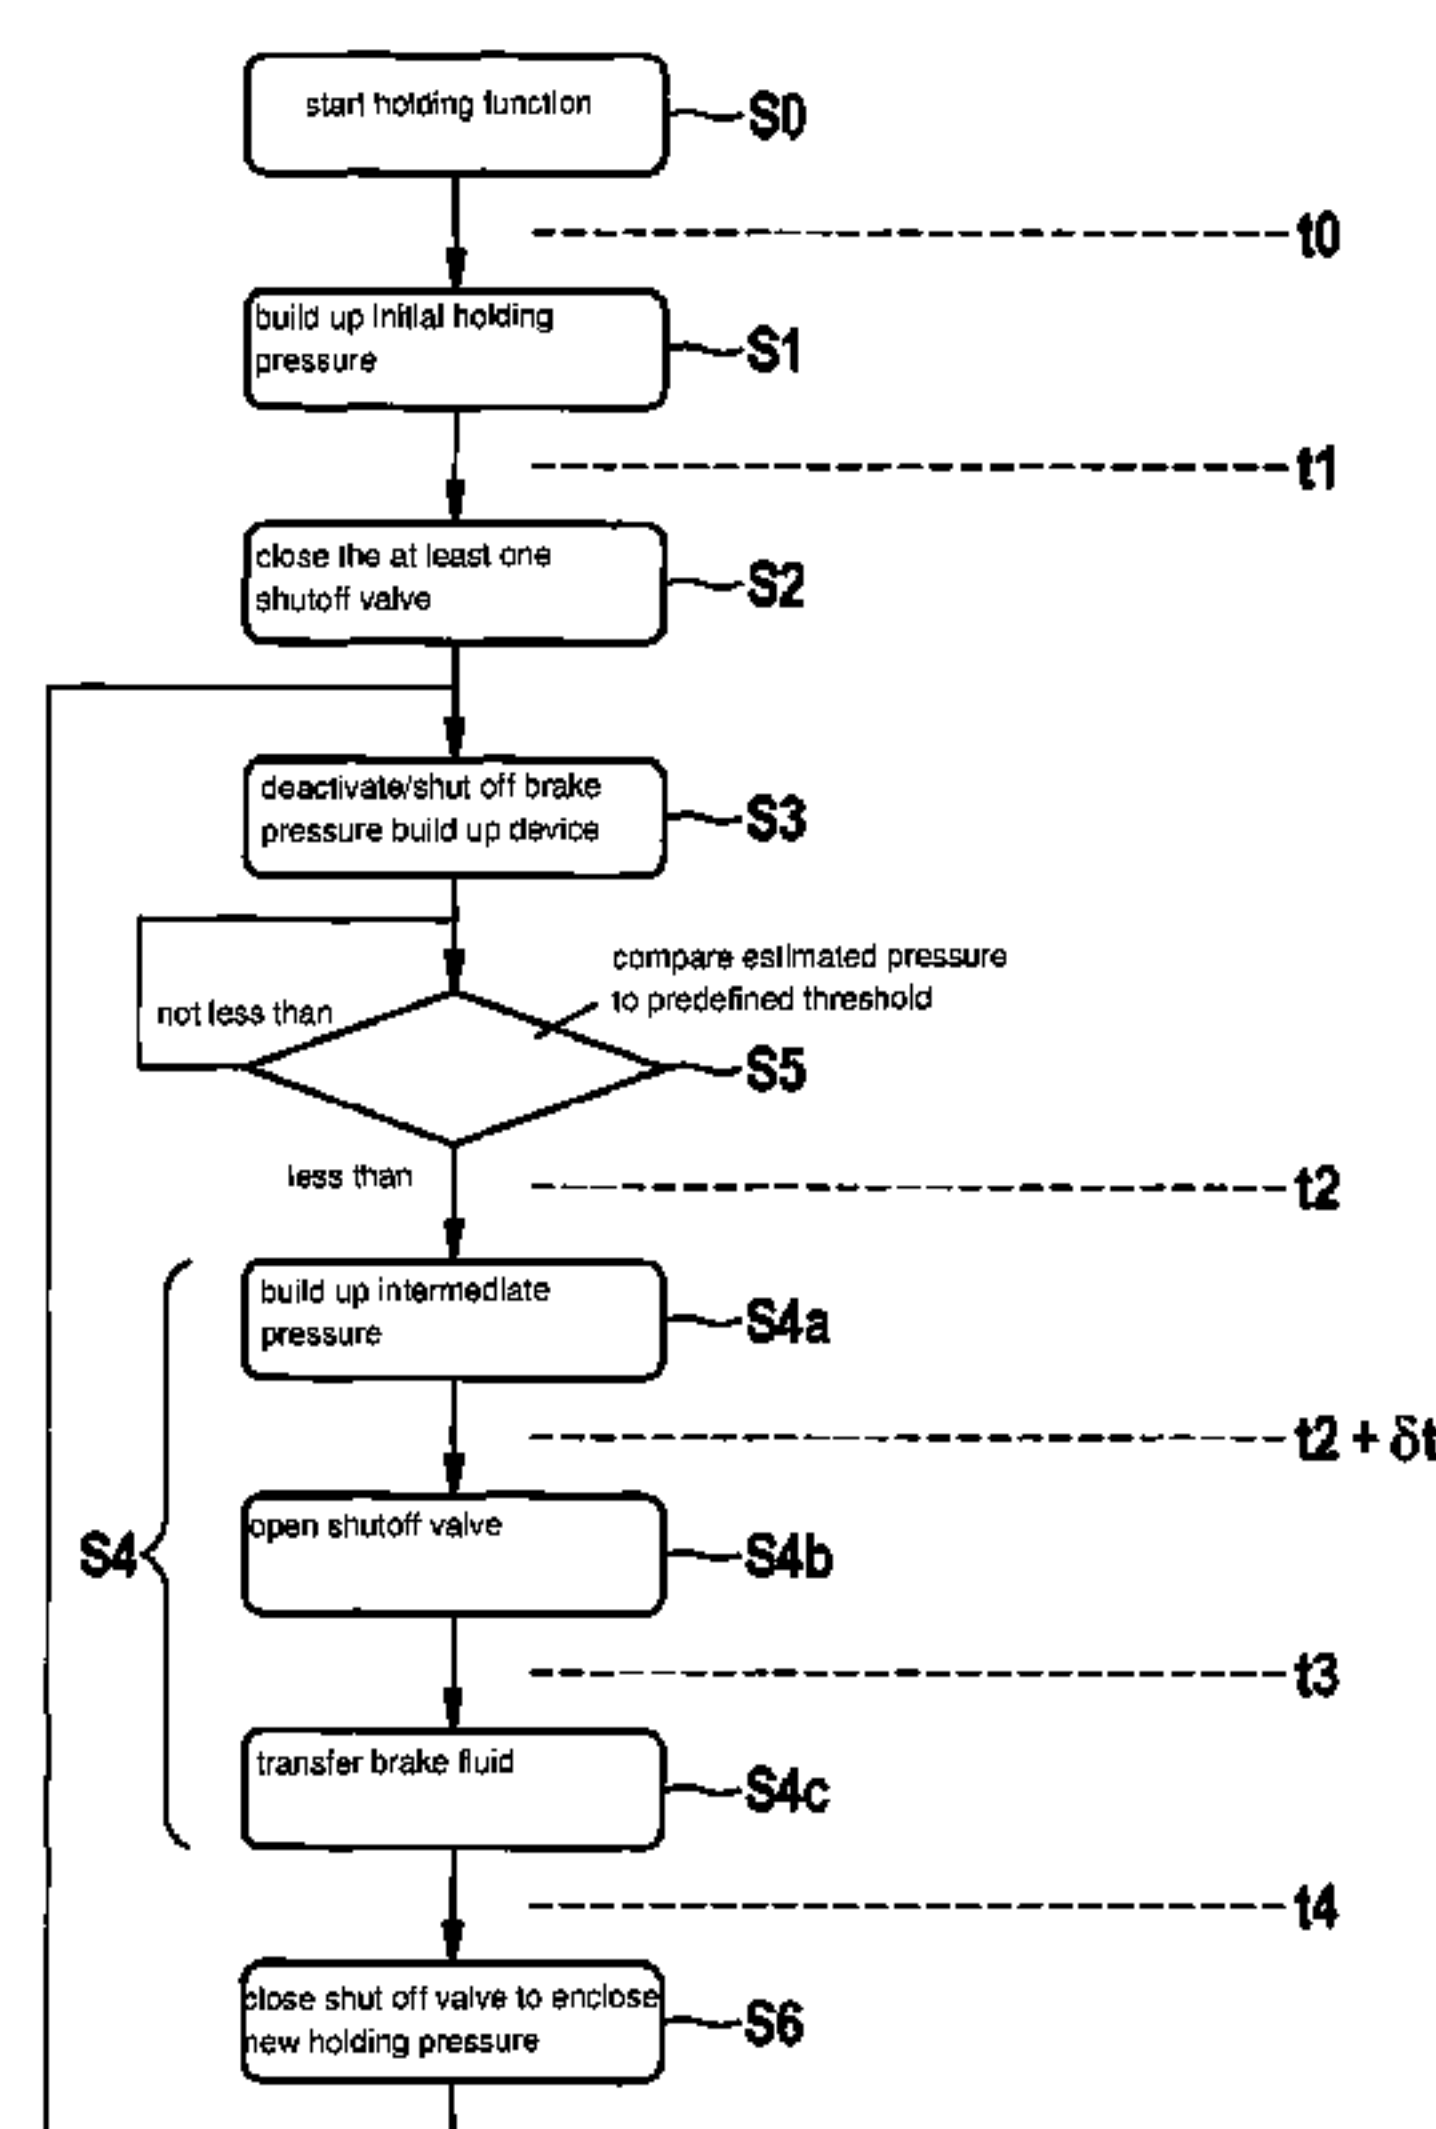 start holding function
S0
t0
build up initial holding
pressure
S1
t1
close the at least one
shutoff valve
S2
deactivate/shut off brake
pressure build up device
S3
compare estimated pressure
to predefined threshold
not less than
S5
less than
t2
build up intermediate
pressure
S4a
t2 + δt
open shutoff valve
S4b
S4
t3
transfer brake fluid
S4c
t4
close shut off valve to enclose
new holding pressure
S6